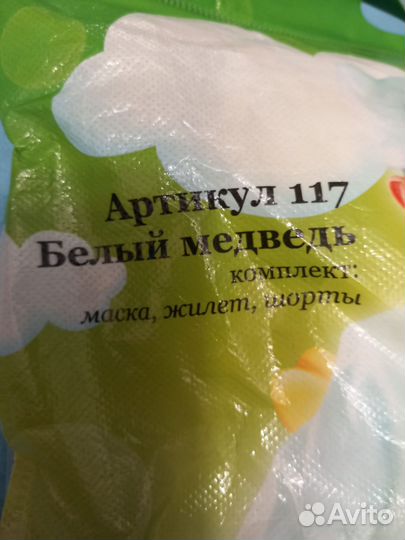 Артикул 117
Белый медведь
комплект:
маска, жилет, шорты
Avito